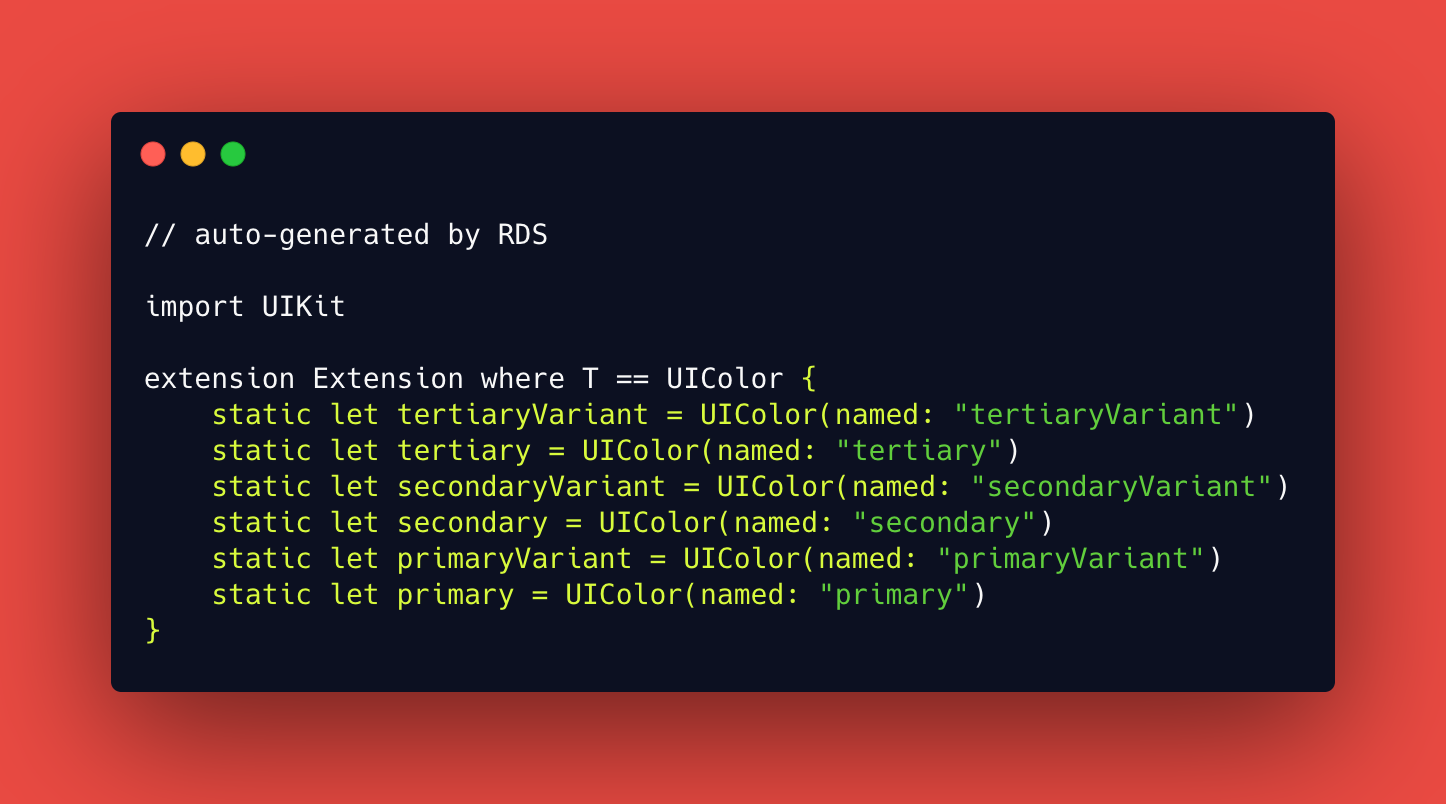 // auto-generated by RDS
import UIKit
extension Extension where T == UIColor {
    static let tertiaryVariant = UIColor(named: "tertiaryVariant")
    static let tertiary = UIColor(named: "tertiary")
    static let secondaryVariant = UIColor(named: "secondaryVariant")
    static let secondary = UIColor(named: "secondary")
    static let primaryVariant = UIColor(named: "primaryVariant")
    static let primary = UIColor(named: "primary")
}